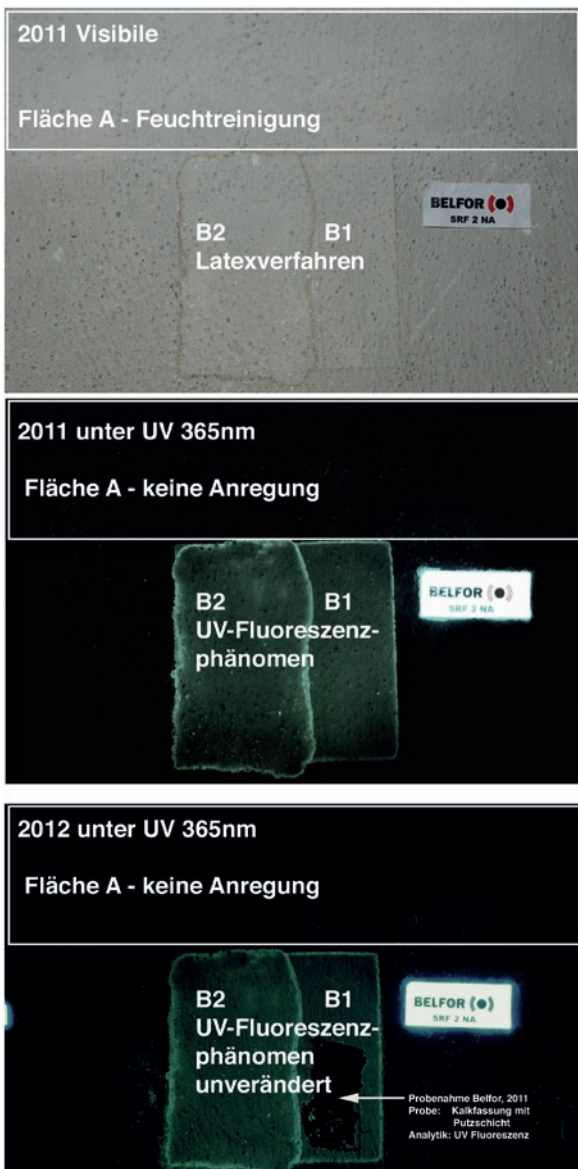 2011 Visibile
Fläche A - Feuchtreinigung
B2 B1
Latexverfahren
BELFOR
SRF 2 NA
2011 unter UV 365nm
Fläche A - keine Anregung
B2 B1
UV-Fluoreszenz-
phänomen
BELFOR
SRF 2 NA
2012 unter UV 365nm
Fläche A - keine Anregung
B2 B1
UV-Fluoreszenz-
phänomen
unverändert
BELFOR
SRF 2 NA
Probenahme Belfor, 2011
Probe: Kalkfassung mit
Putzschicht
Analytik: UV Fluoreszenz